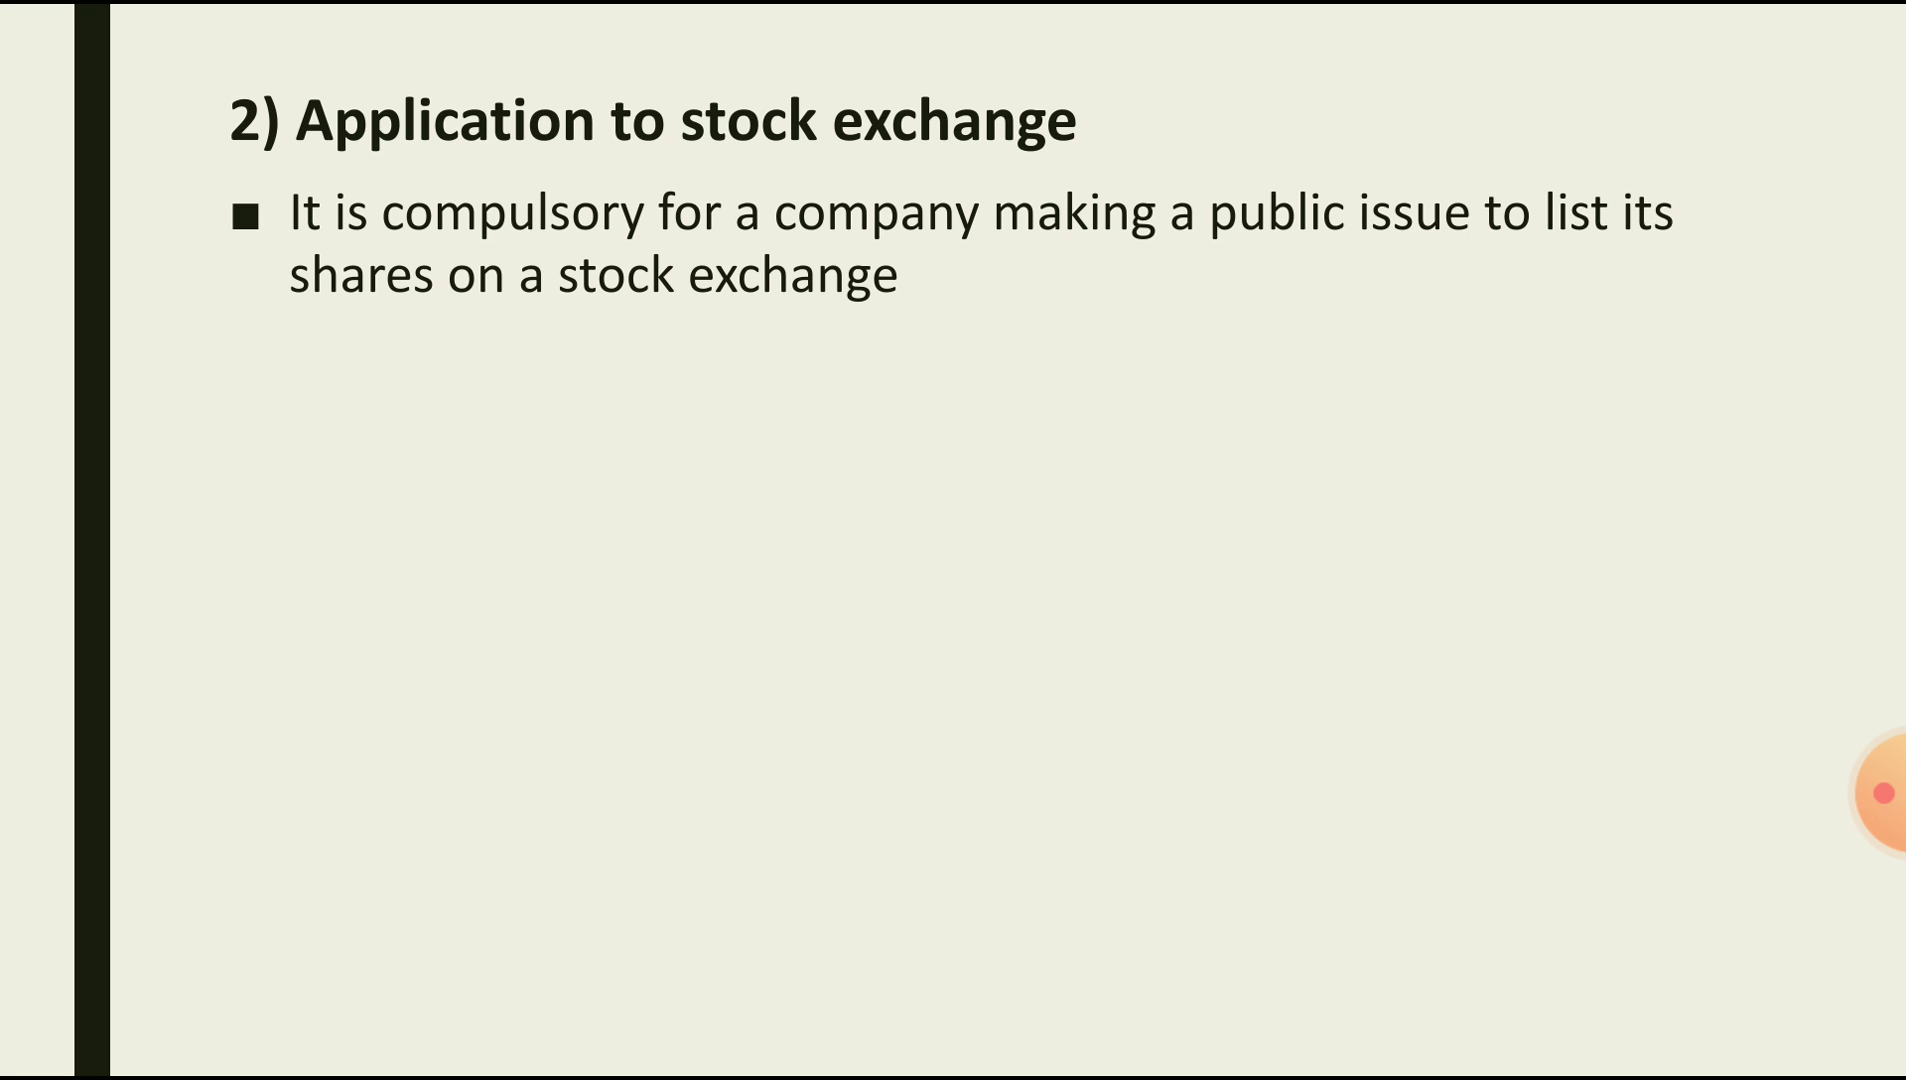 2) Application to stock exchange
■ It is compulsory for a company making a public issue to list its
shares on a stock exchange